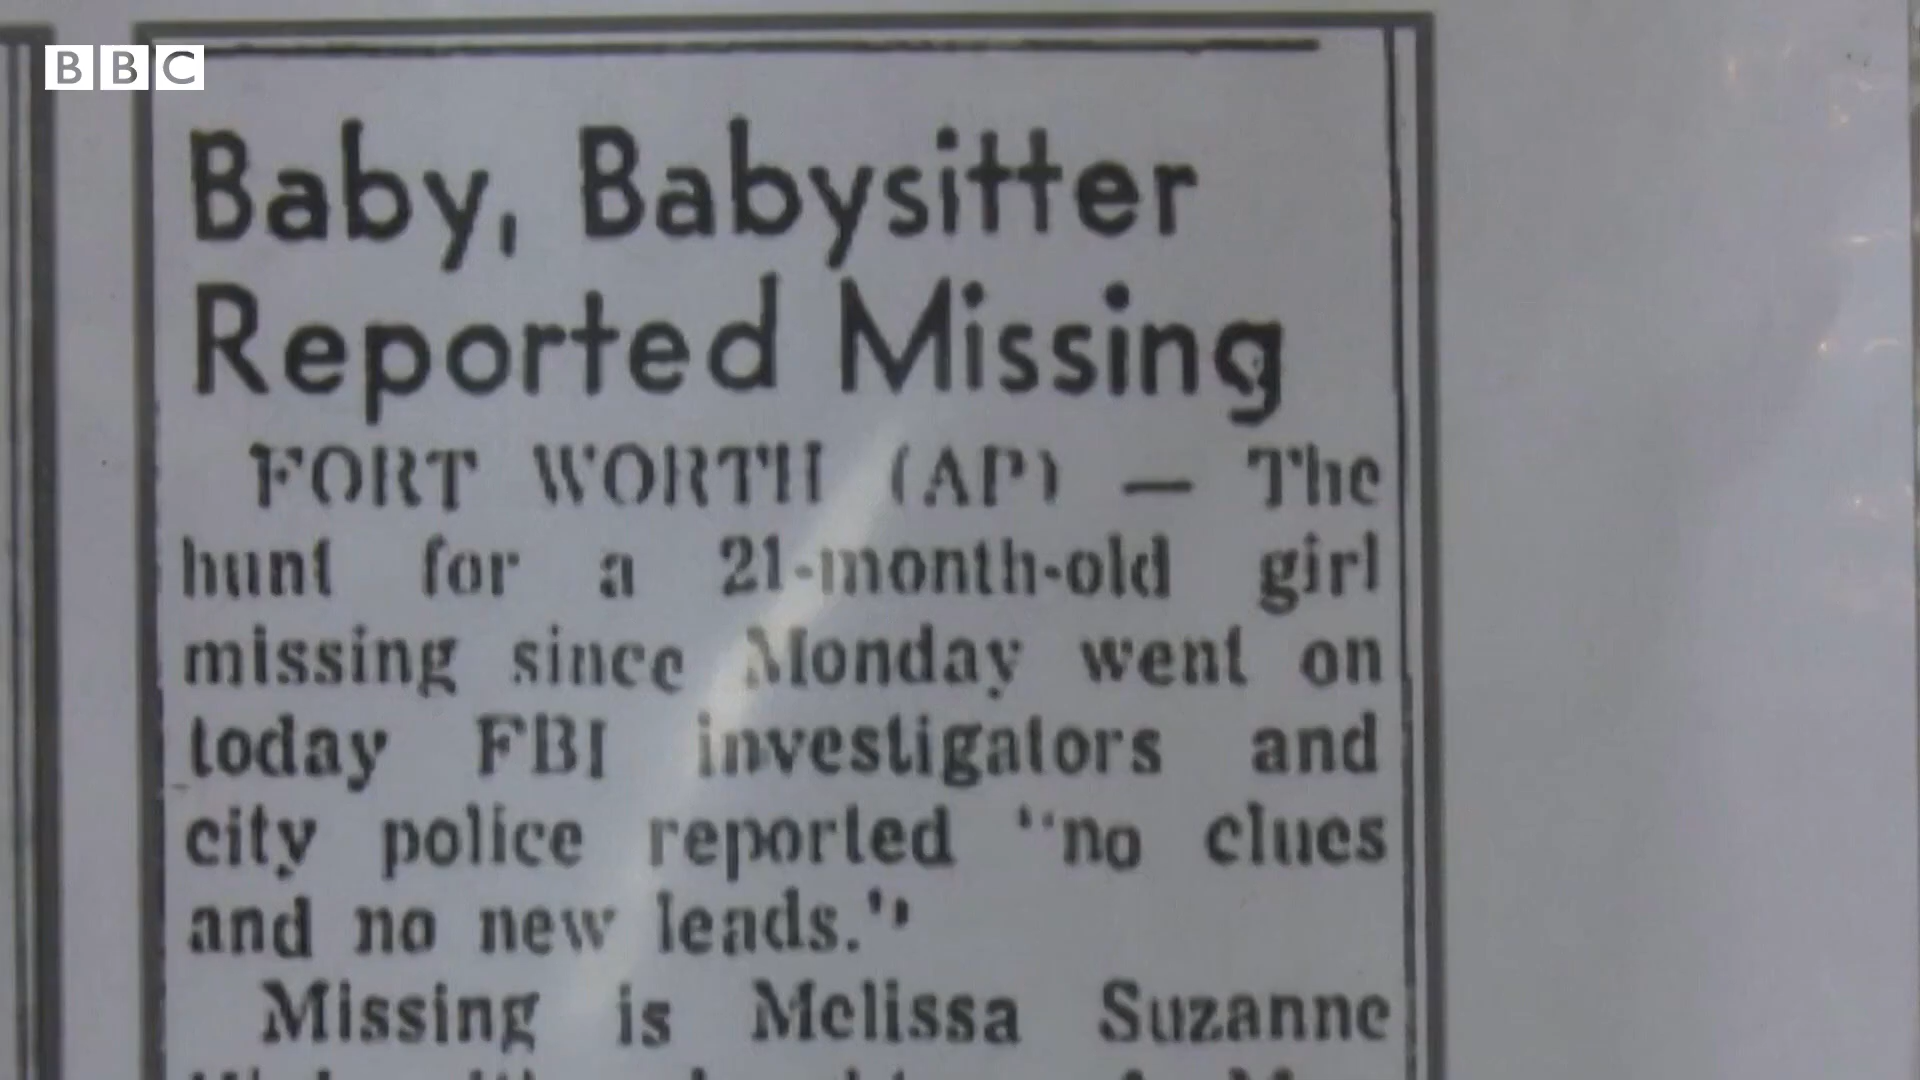 BBC
Baby, Babysitter
Reported Missing
FORT WORTH (AP) — The
hunt for a 21-month-old girl
missing since Monday went on
today FBI investigators and
city police reported "no clues
and no new leads."
Missing is Melissa Suzanne